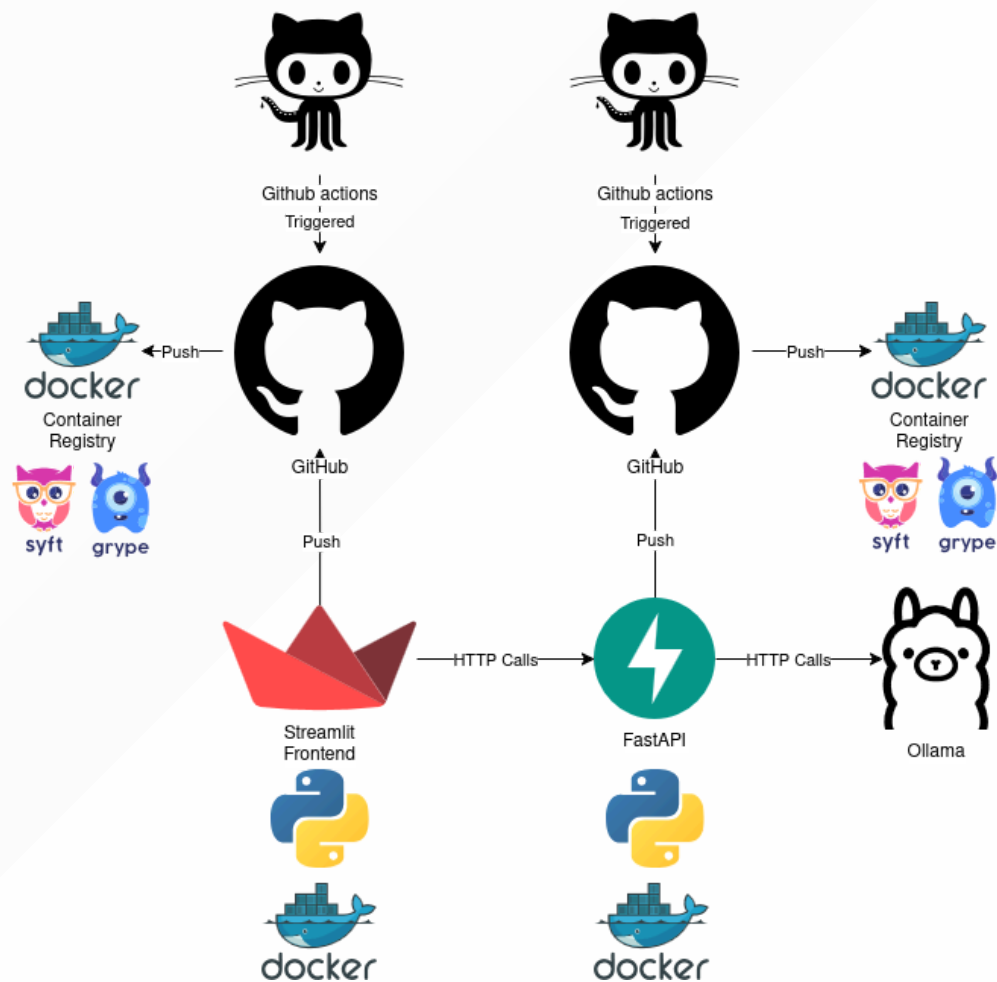 Github actions
Github actions
Triggered
Triggered
Push
Push
docker
docker
Container
Registry
Container
Registry
GitHub
GitHub
syft
grype
syft
grype
Push
Push
HTTP Calls
HTTP Calls
Streamlit
Frontend
FastAPI
Ollama
docker
docker